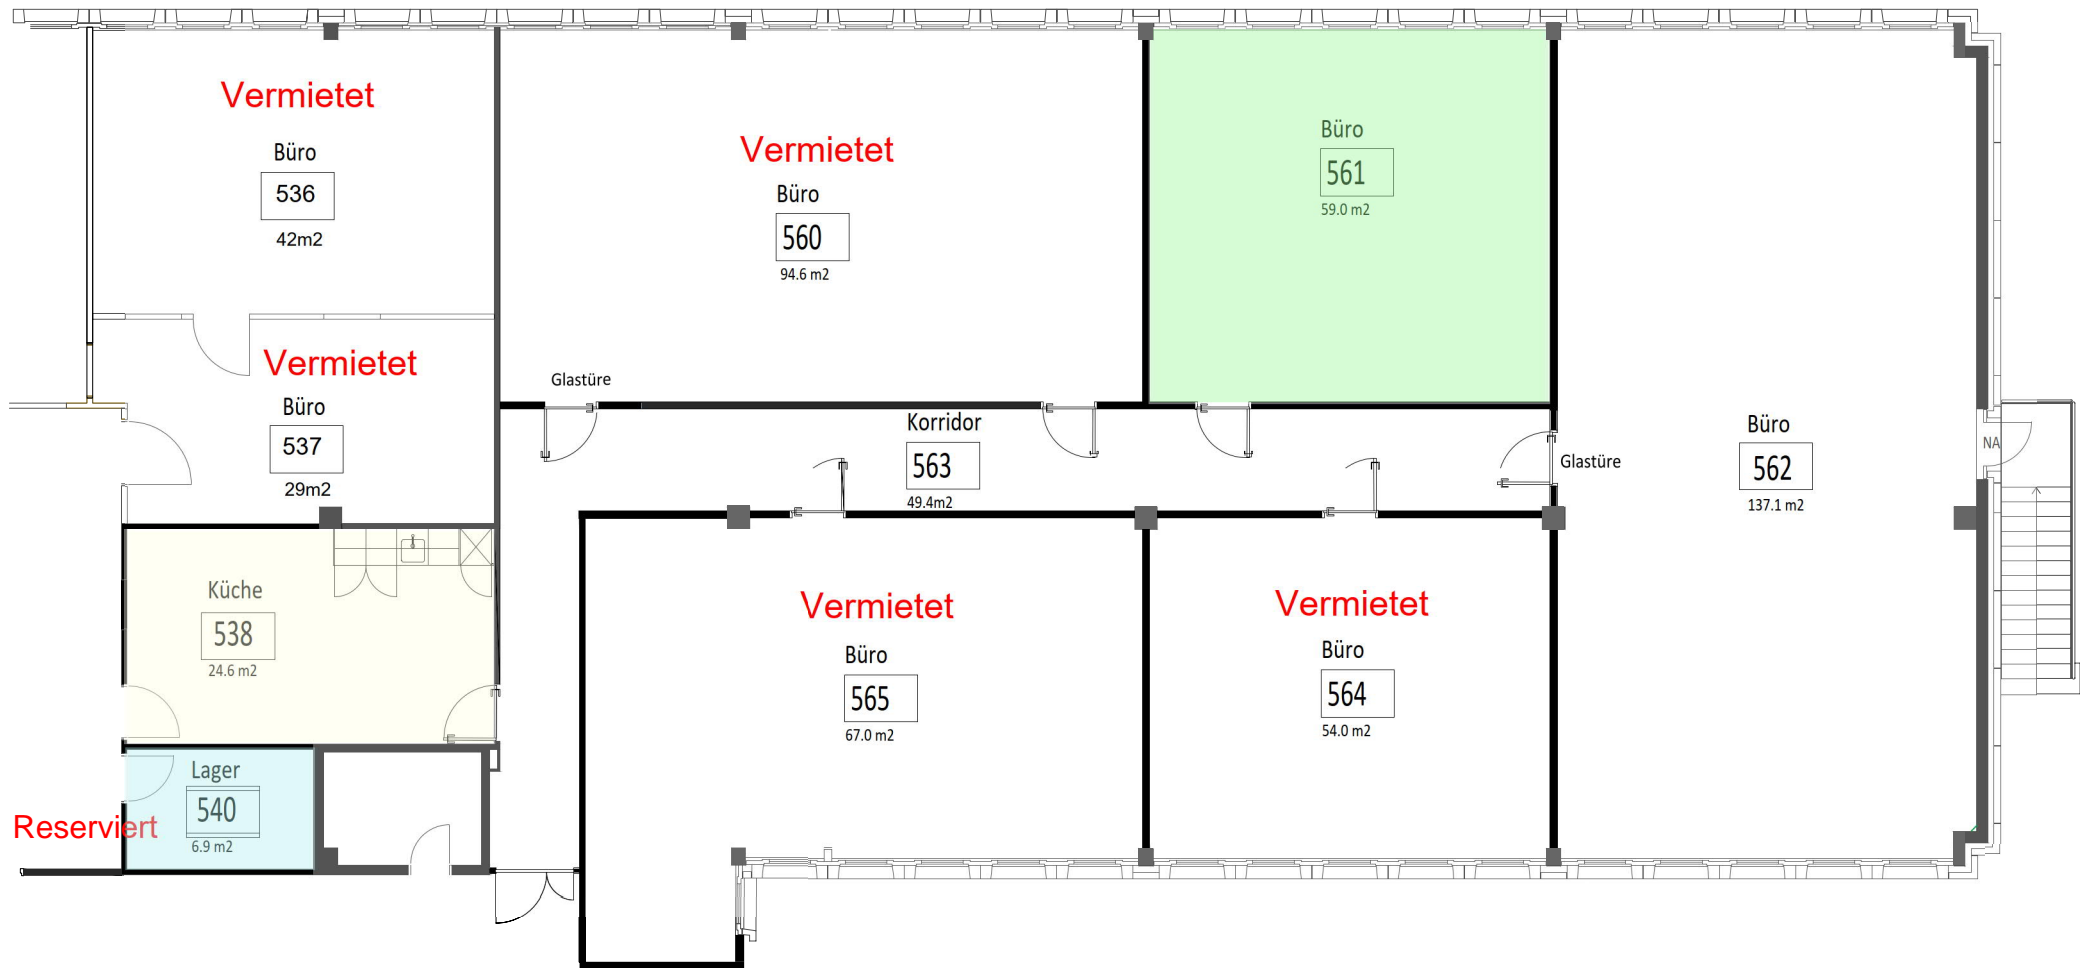 Vermietet
Büro
536
42m2
Vermietet
Büro
560
94.6 m2
Büro
561
59.0 m2
Vermietet
Büro
537
29m2
Glastüre
Korridor
563
49.4m2
Glastüre
Büro
562
137.1 m2
NA
Küche
538
24.6 m2
Vermietet
Büro
565
67.0 m2
Vermietet
Büro
564
54.0 m2
Lager
540
6.9 m2
Reserviert